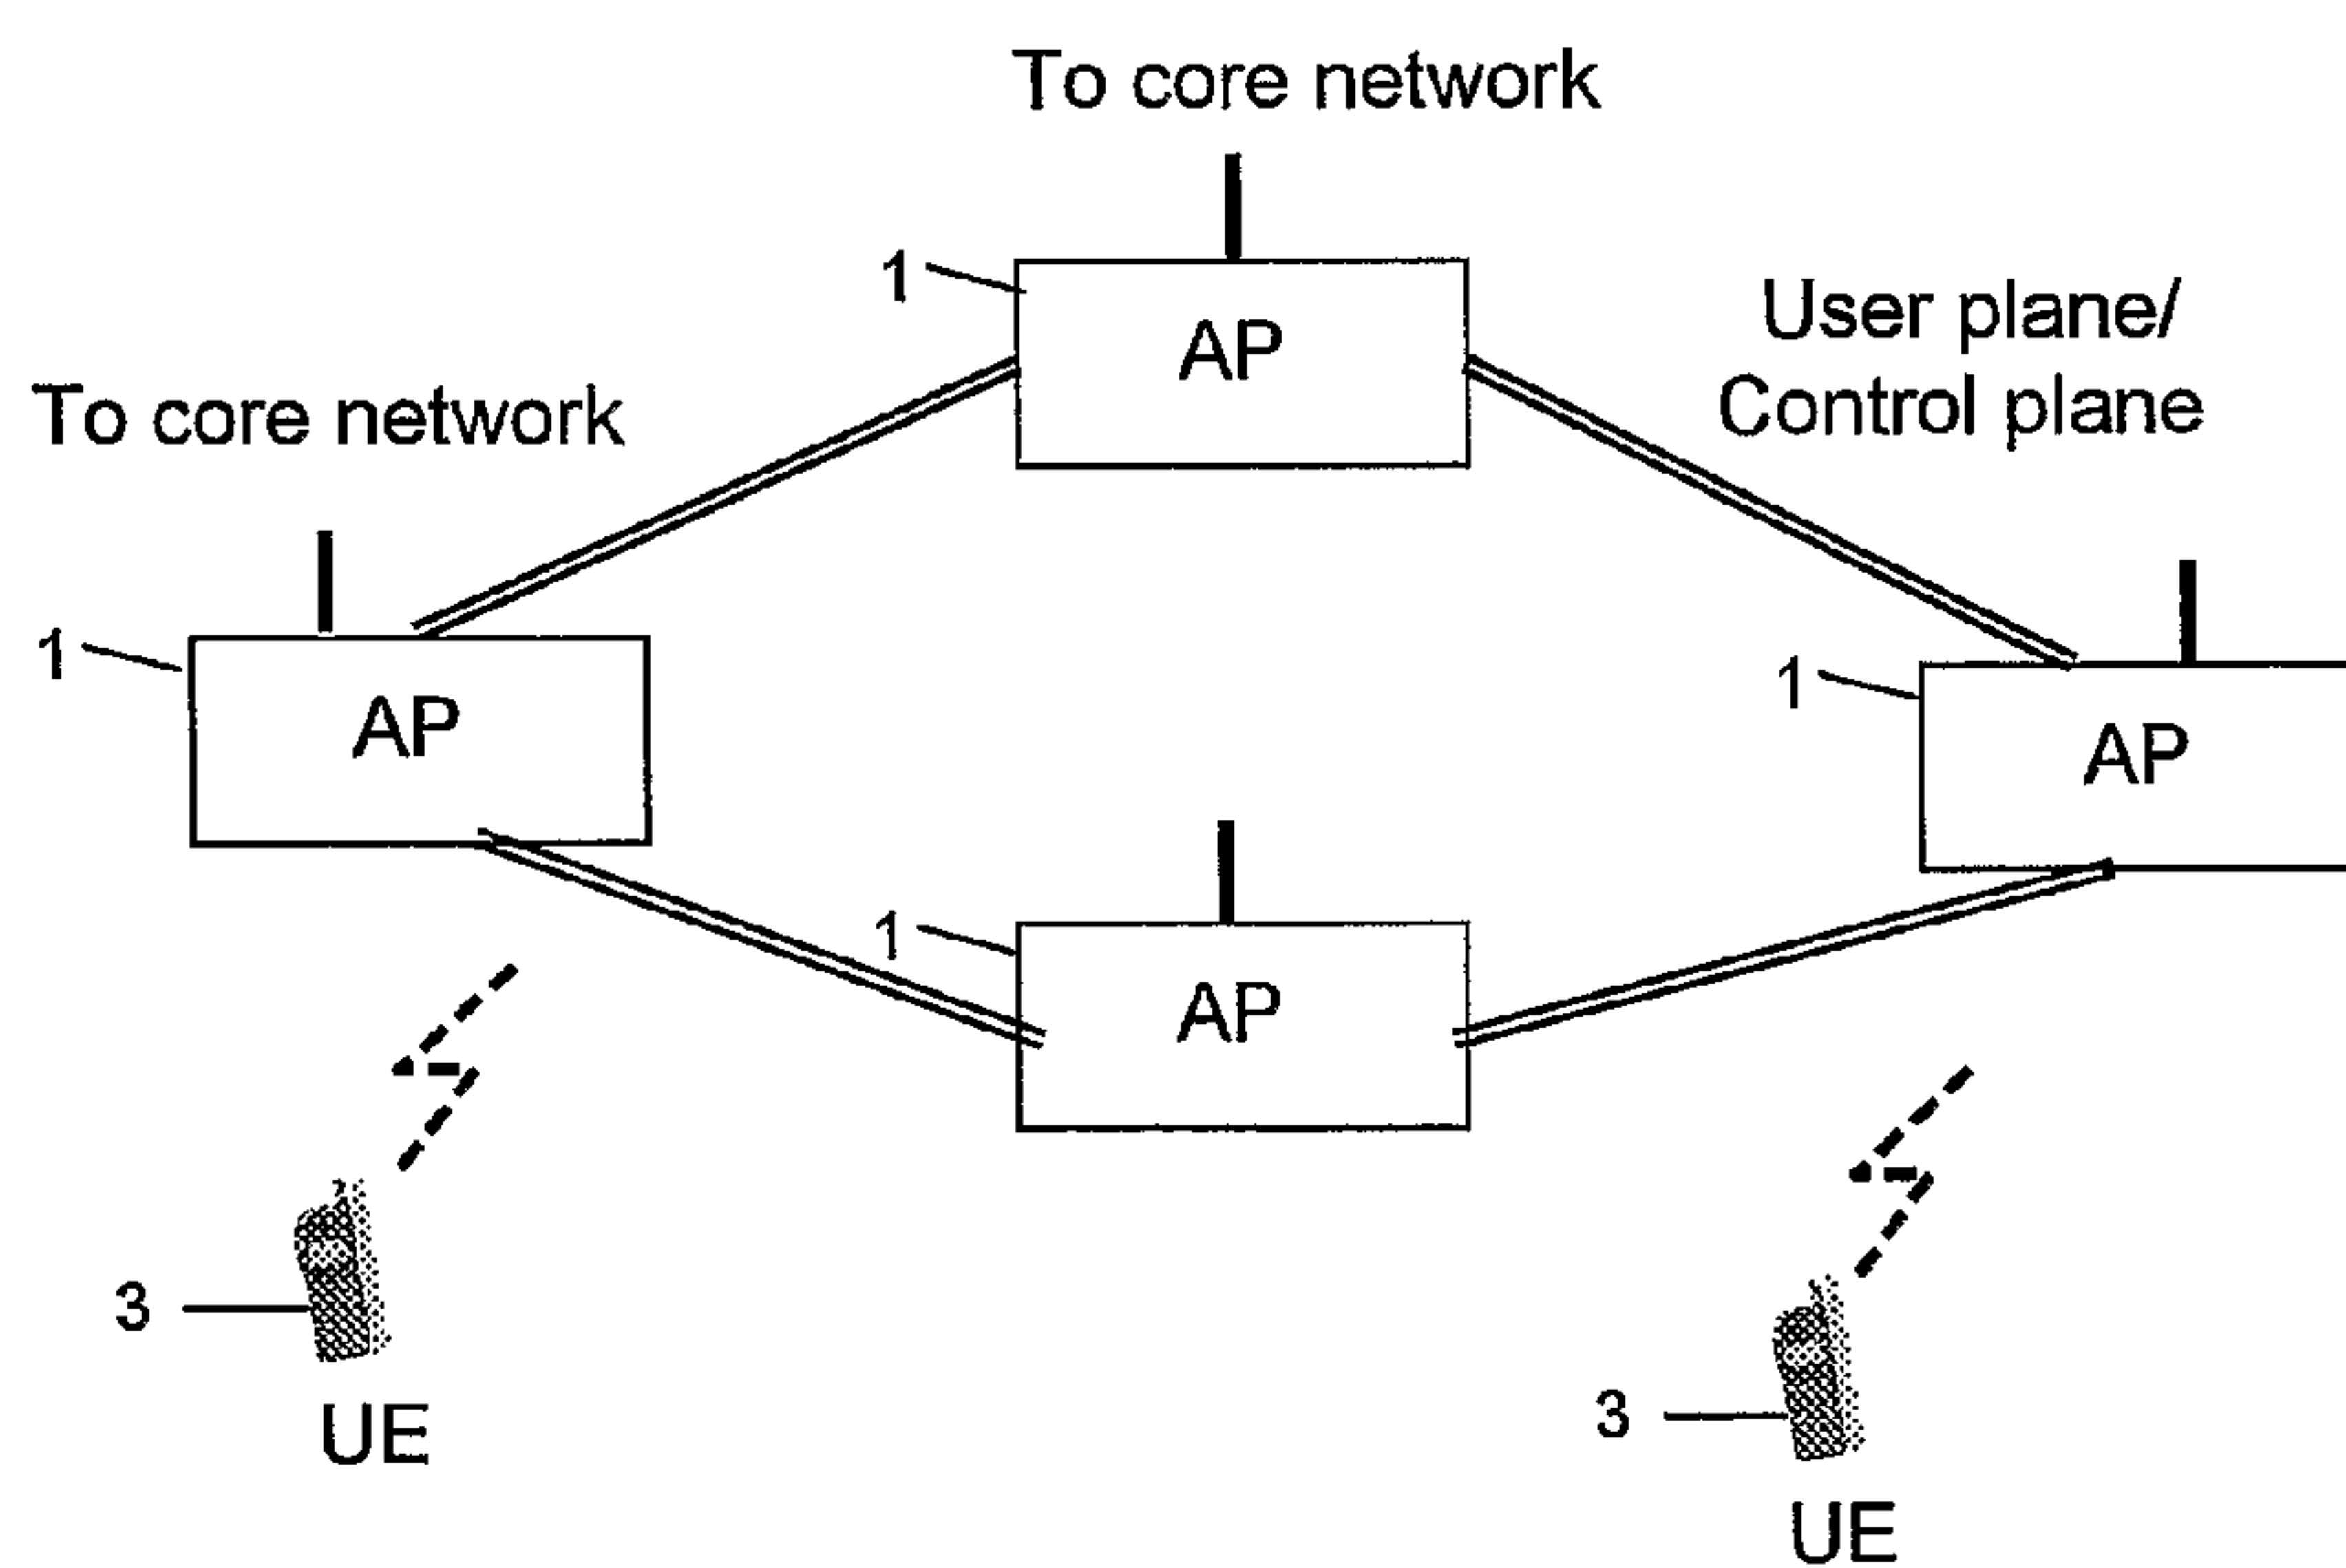 To core network
1
AP
User plane/
Control plane
To core network
1
AP
1
AP
1
AP
3
UE
3
UE